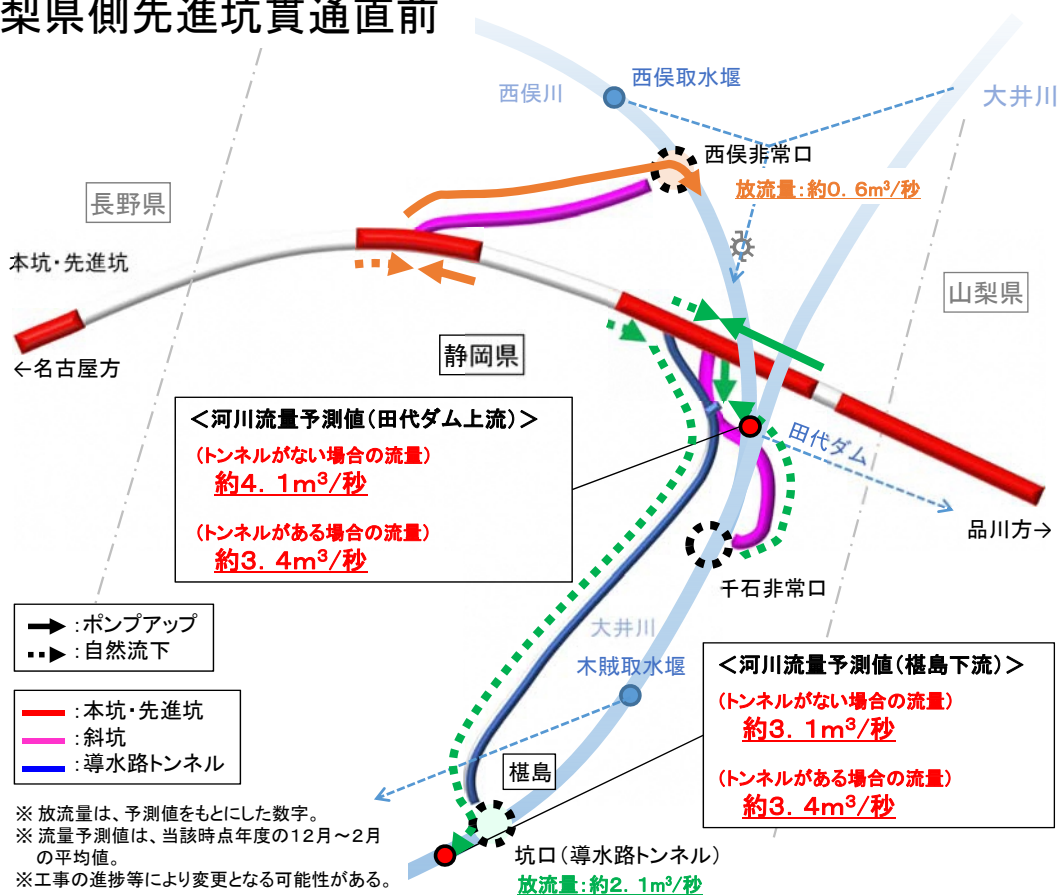 梨県側先進坑貫通直前
西俣川
西俣取水堰
大井川
西俣非常口
放流量:約0.6m³/秒
長野県
本坑・先進坑
山梨県
←名古屋方
静岡県
<河川流量予測値(田代ダム上流)>
(トンネルがない場合の流量)
約4.1m³/秒
(トンネルがある場合の流量)
約3.4m³/秒
田代ダム
品川方→
千石非常口
:ポンプアップ
:自然流下
大井川
木賊取水堰
<河川流量予測値(椹島下流)>
(トンネルがない場合の流量)
約3.1m³/秒
(トンネルがある場合の流量)
約3.4m³/秒
:本坑・先進坑
:斜坑
:導水路トンネル
椹島
※ 放流量は、予測値をもとにした数字。
※ 流量予測値は、当該時点年度の12月~2月
の平均値。
※工事の進捗等により変更となる可能性がある。
坑口(導水路トンネル)
放流量:約2.1m³/秒